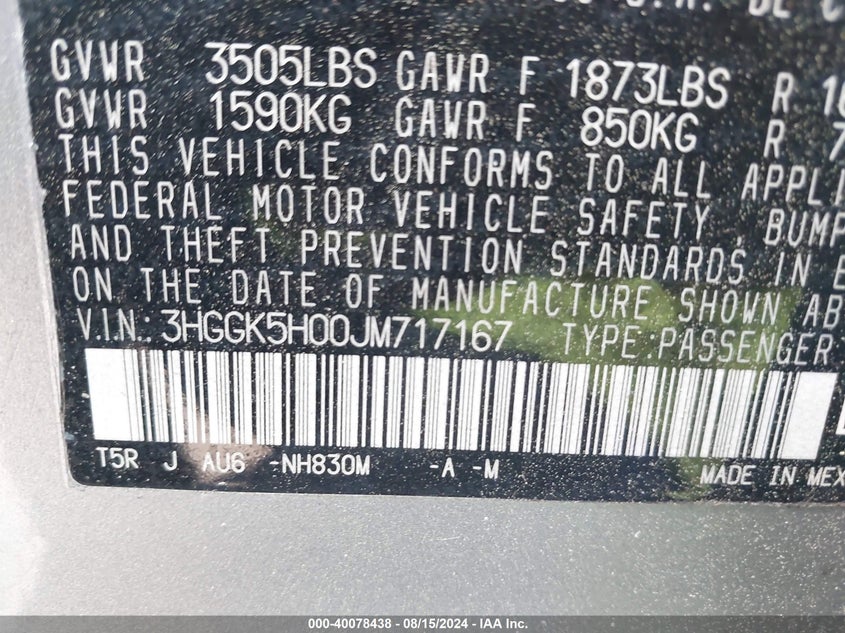 DE C
GVWR 3505LBS GAWR F 1873LBS R
GVWR 1590KG GAWR F 850KG R 7
THIS VEHICLE CONFORMS TO ALL APPLI
FEDERAL MOTOR VEHICLE SAFETY, BUMP
AND THEFT PREVENTION STANDARDS IN E
ON THE DATE OF MANUFACTURE SHOWN AB
V.I.N.: 3HGGK5H00JM717167 TYPE:PASSENGER
T5R J AU6 -NH830M -A -M
MADE IN MEX
000-40078438 - 08/15/2024 - IAA, Inc.